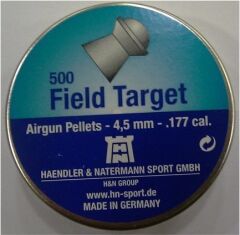 500
Field Target
Airgun Pellets - 4,5 mm - .177 cal.
HAENDLER & NATERMANN SPORT GMBH
H&N GROUP
www.hn-sport.de
MADE IN GERMANY